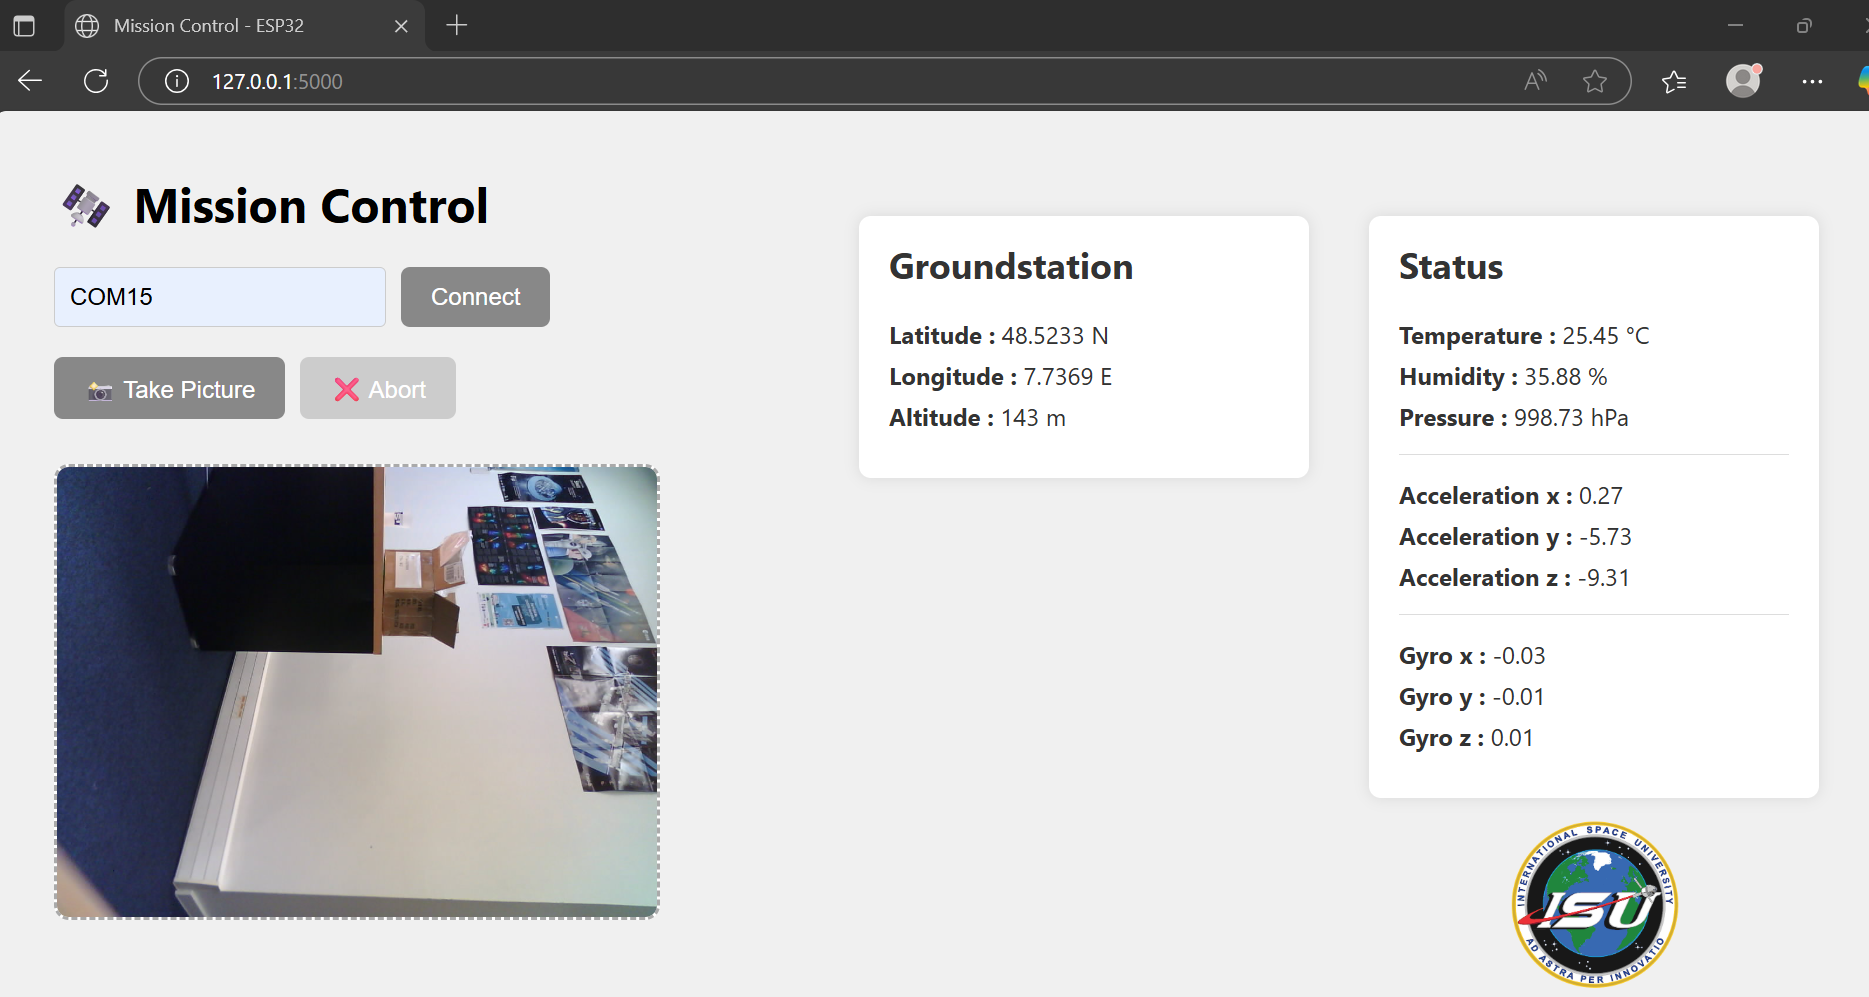 Mission Control - ESP32
127.0.0.1:5000
Mission Control
COM15
Connect
Take Picture
Abort
Groundstation
Latitude : 48.5233 N
Longitude : 7.7369 E
Altitude : 143 m
Status
Temperature : 25.45 °C
Humidity : 35.88 %
Pressure : 998.73 hPa
Acceleration x : 0.27
Acceleration y : -5.73
Acceleration z : -9.31
Gyro x : -0.03
Gyro y : -0.01
Gyro z : 0.01
INTERNATIONAL SPACE UNIVERSITY
ISU
AD ASTRA PER INNOVATIO